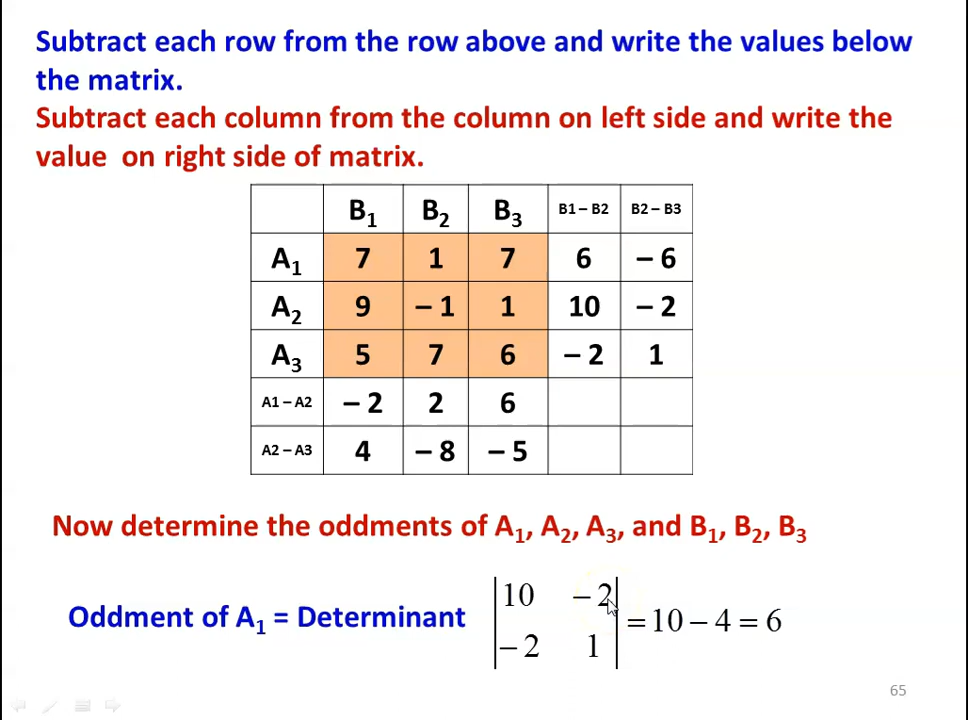 Subtract each row from the row above and write the values below
the matrix.
Subtract each column from the column on left side and write the
value on right side of matrix.
B₁ B₂ B₃ B1 – B2 B2 – B3
A₁ 7 1 7 6 – 6
A₂ 9 – 1 1 10 – 2
A₃ 5 7 6 – 2 1
A1 – A2 – 2 2 6
A2 – A3 4 – 8 – 5
Now determine the oddments of A₁, A₂, A₃, and B₁, B₂, B₃
Oddment of A₁ = Determant |10 – 2| = 10 – 4 = 6
|– 2 1|
65